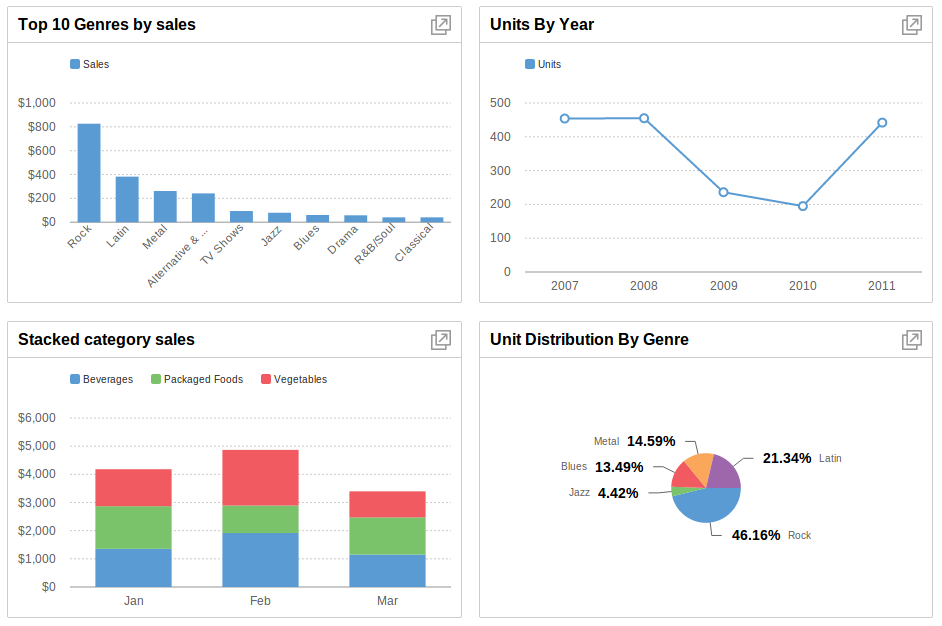 Top 10 Genres by sales
Sales
$1,000
$800
$600
$400
$200
$0
Rock
Latin
Metal
Alternative & ...
TV Shows
Jazz
Blues
Drama
R&B/Soul
Classical
Units By Year
Units
500
400
300
200
100
0
2007 2008 2009 2010 2011
Stacked category sales
Beverages Packaged Foods Vegetables
$6,000
$5,000
$4,000
$3,000
$2,000
$1,000
$0
Jan Feb Mar
Unit Distribution By Genre
Metal 14.59%
21.34% Latin
Blues 13.49%
Jazz 4.42%
46.16% Rock